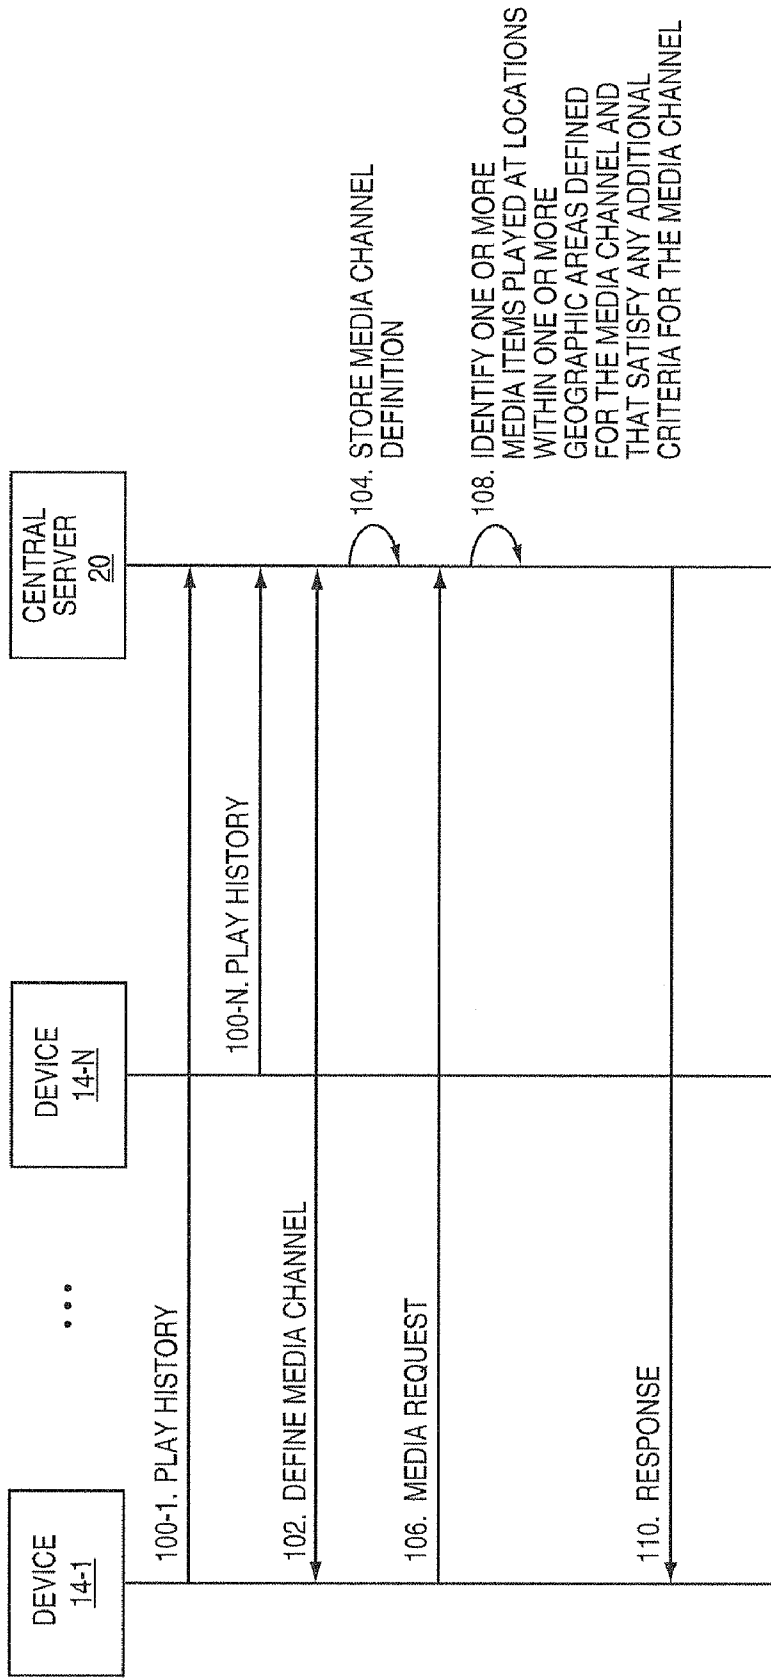 DEVICE
14-1
• • •
DEVICE
14-N
CENTRAL
SERVER
20
100-1. PLAY HISTORY
100-N. PLAY HISTORY
102. DEFINE MEDIA CHANNEL
104. STORE MEDIA CHANNEL
DEFINITION
106. MEDIA REQUEST
108. IDENTIFY ONE OR MORE
MEDIA ITEMS PLAYED AT LOCATIONS
WITHIN ONE OR MORE
GEOGRAPHIC AREAS DEFINED
FOR THE MEDIA CHANNEL AND
THAT SATISFY ANY ADDITIONAL
CRITERIA FOR THE MEDIA CHANNEL
110. RESPONSE